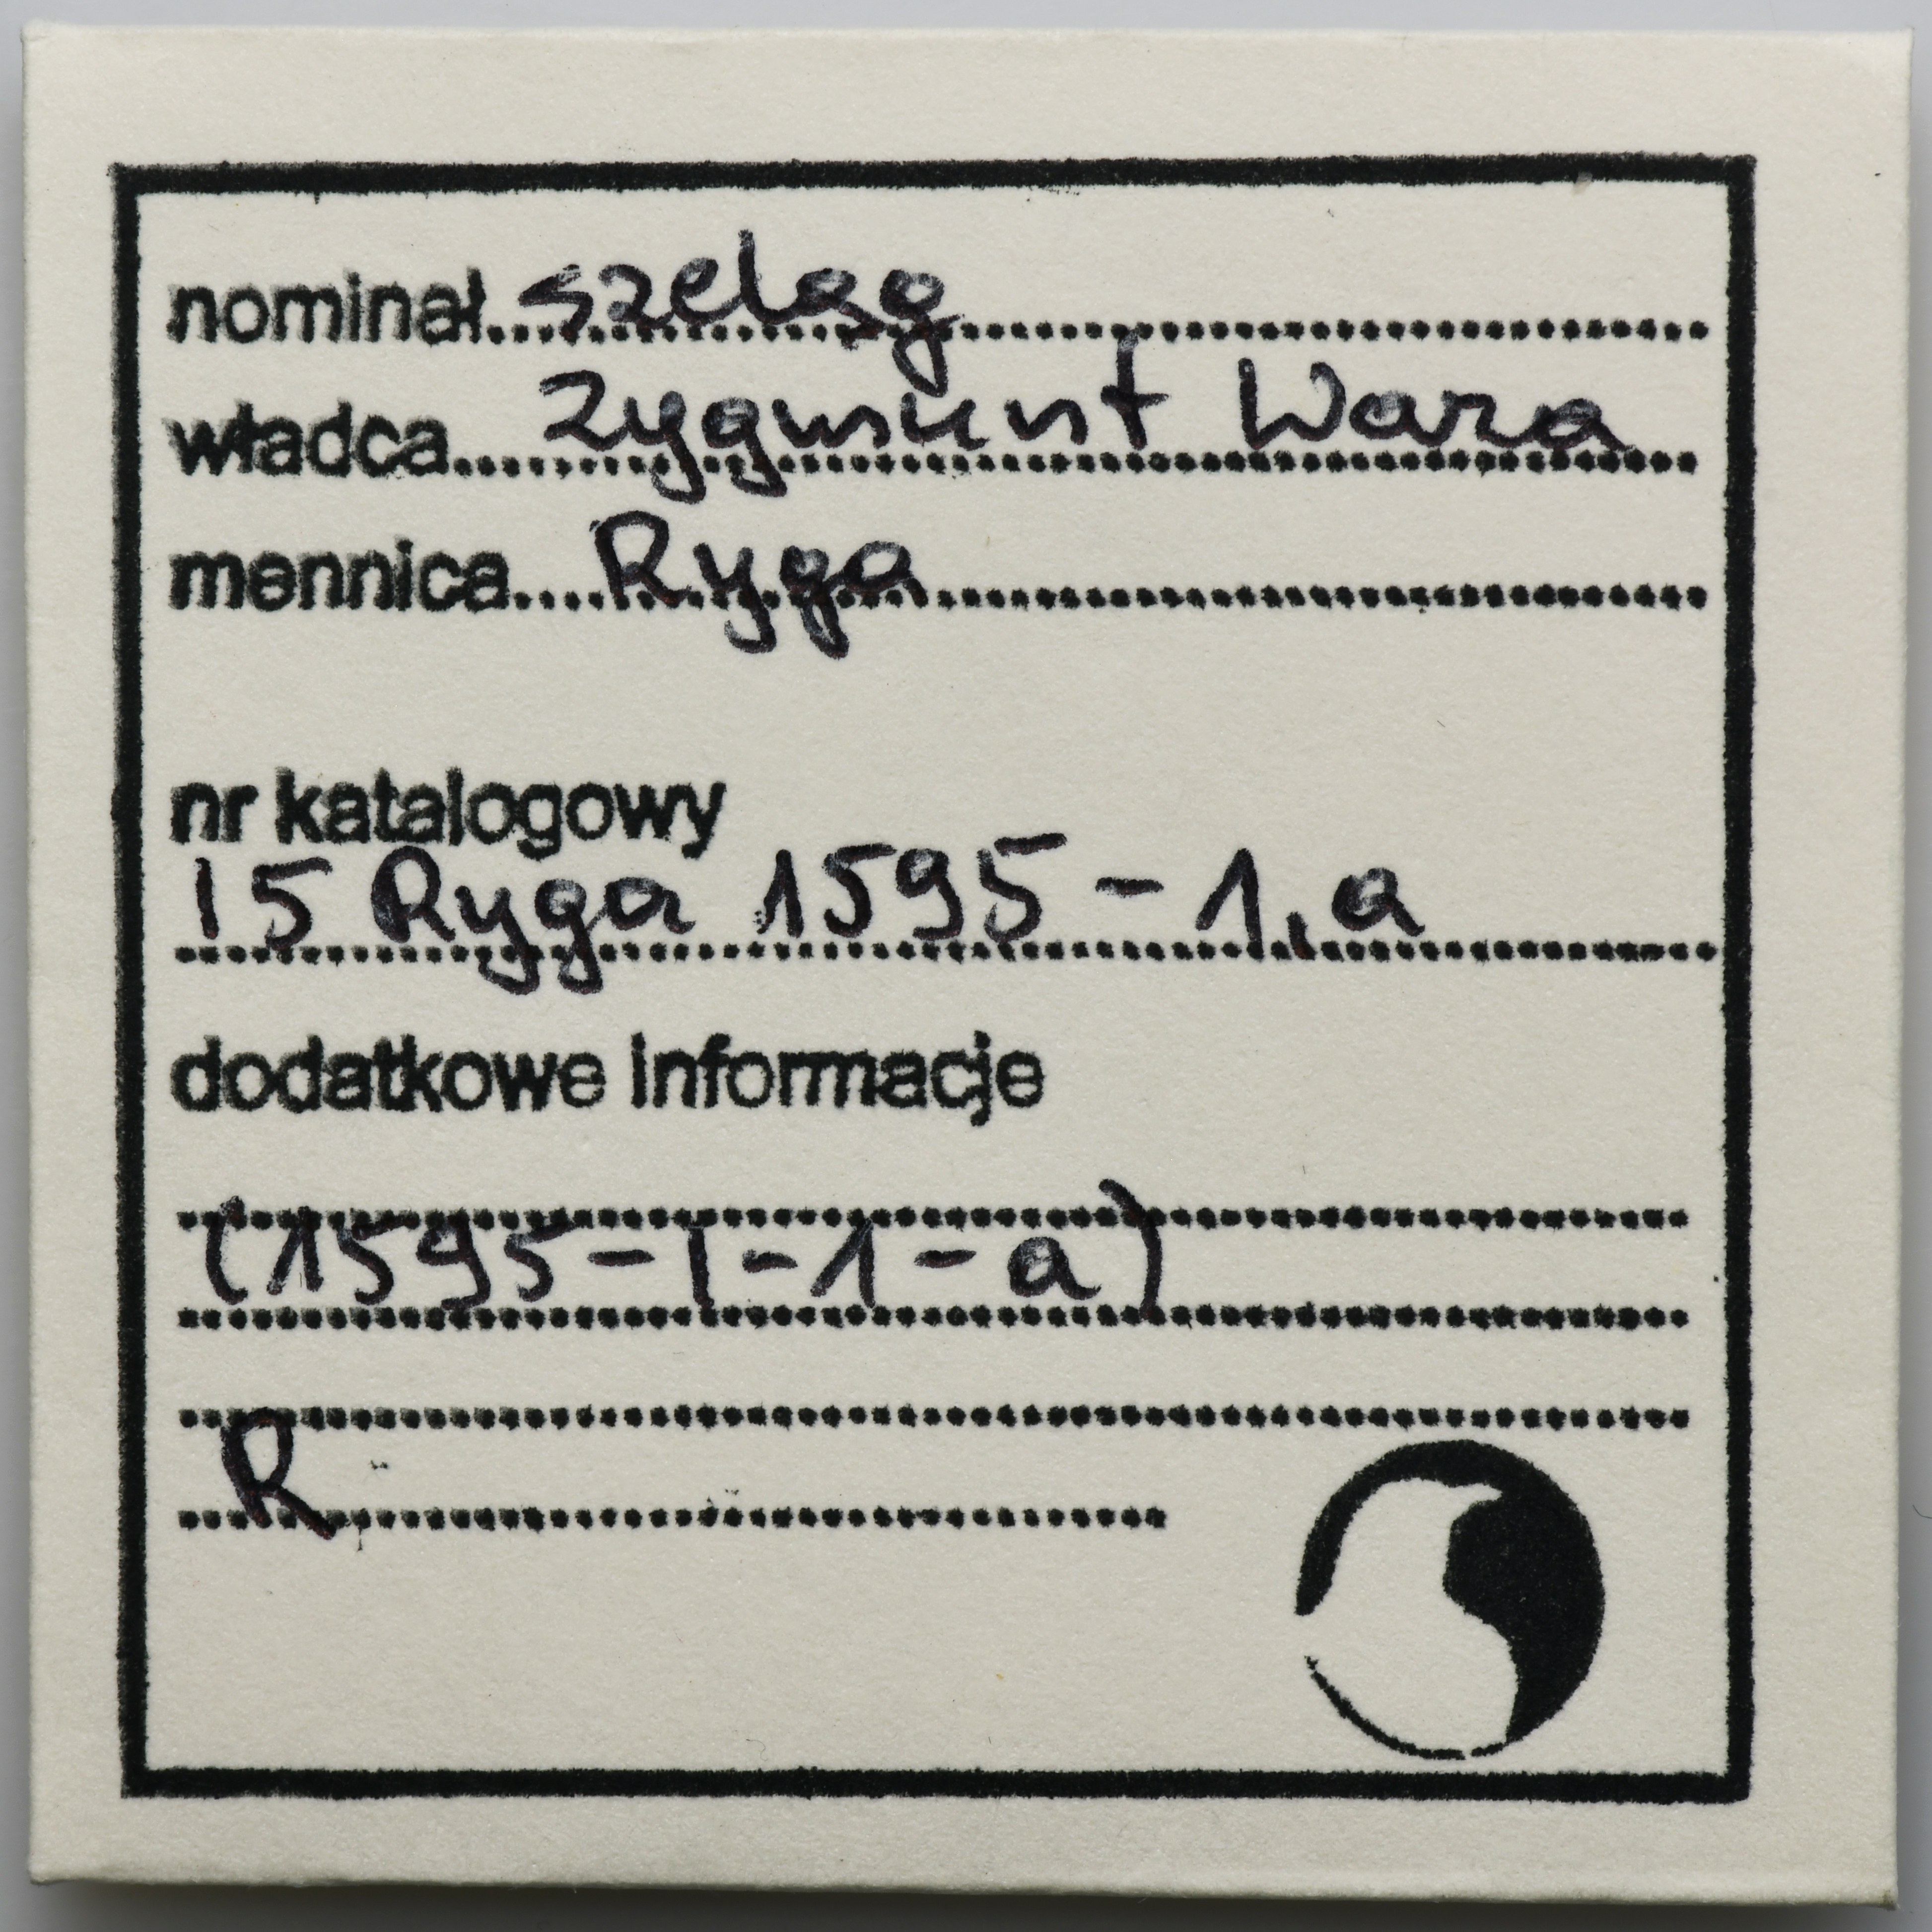 nominał szeląg
władca Zygmunt Waza
mennica Ryga
nr katalogowy
15 Ryga 1595-1,a
dodatkowe informacje
(1595-I-1-a)
R